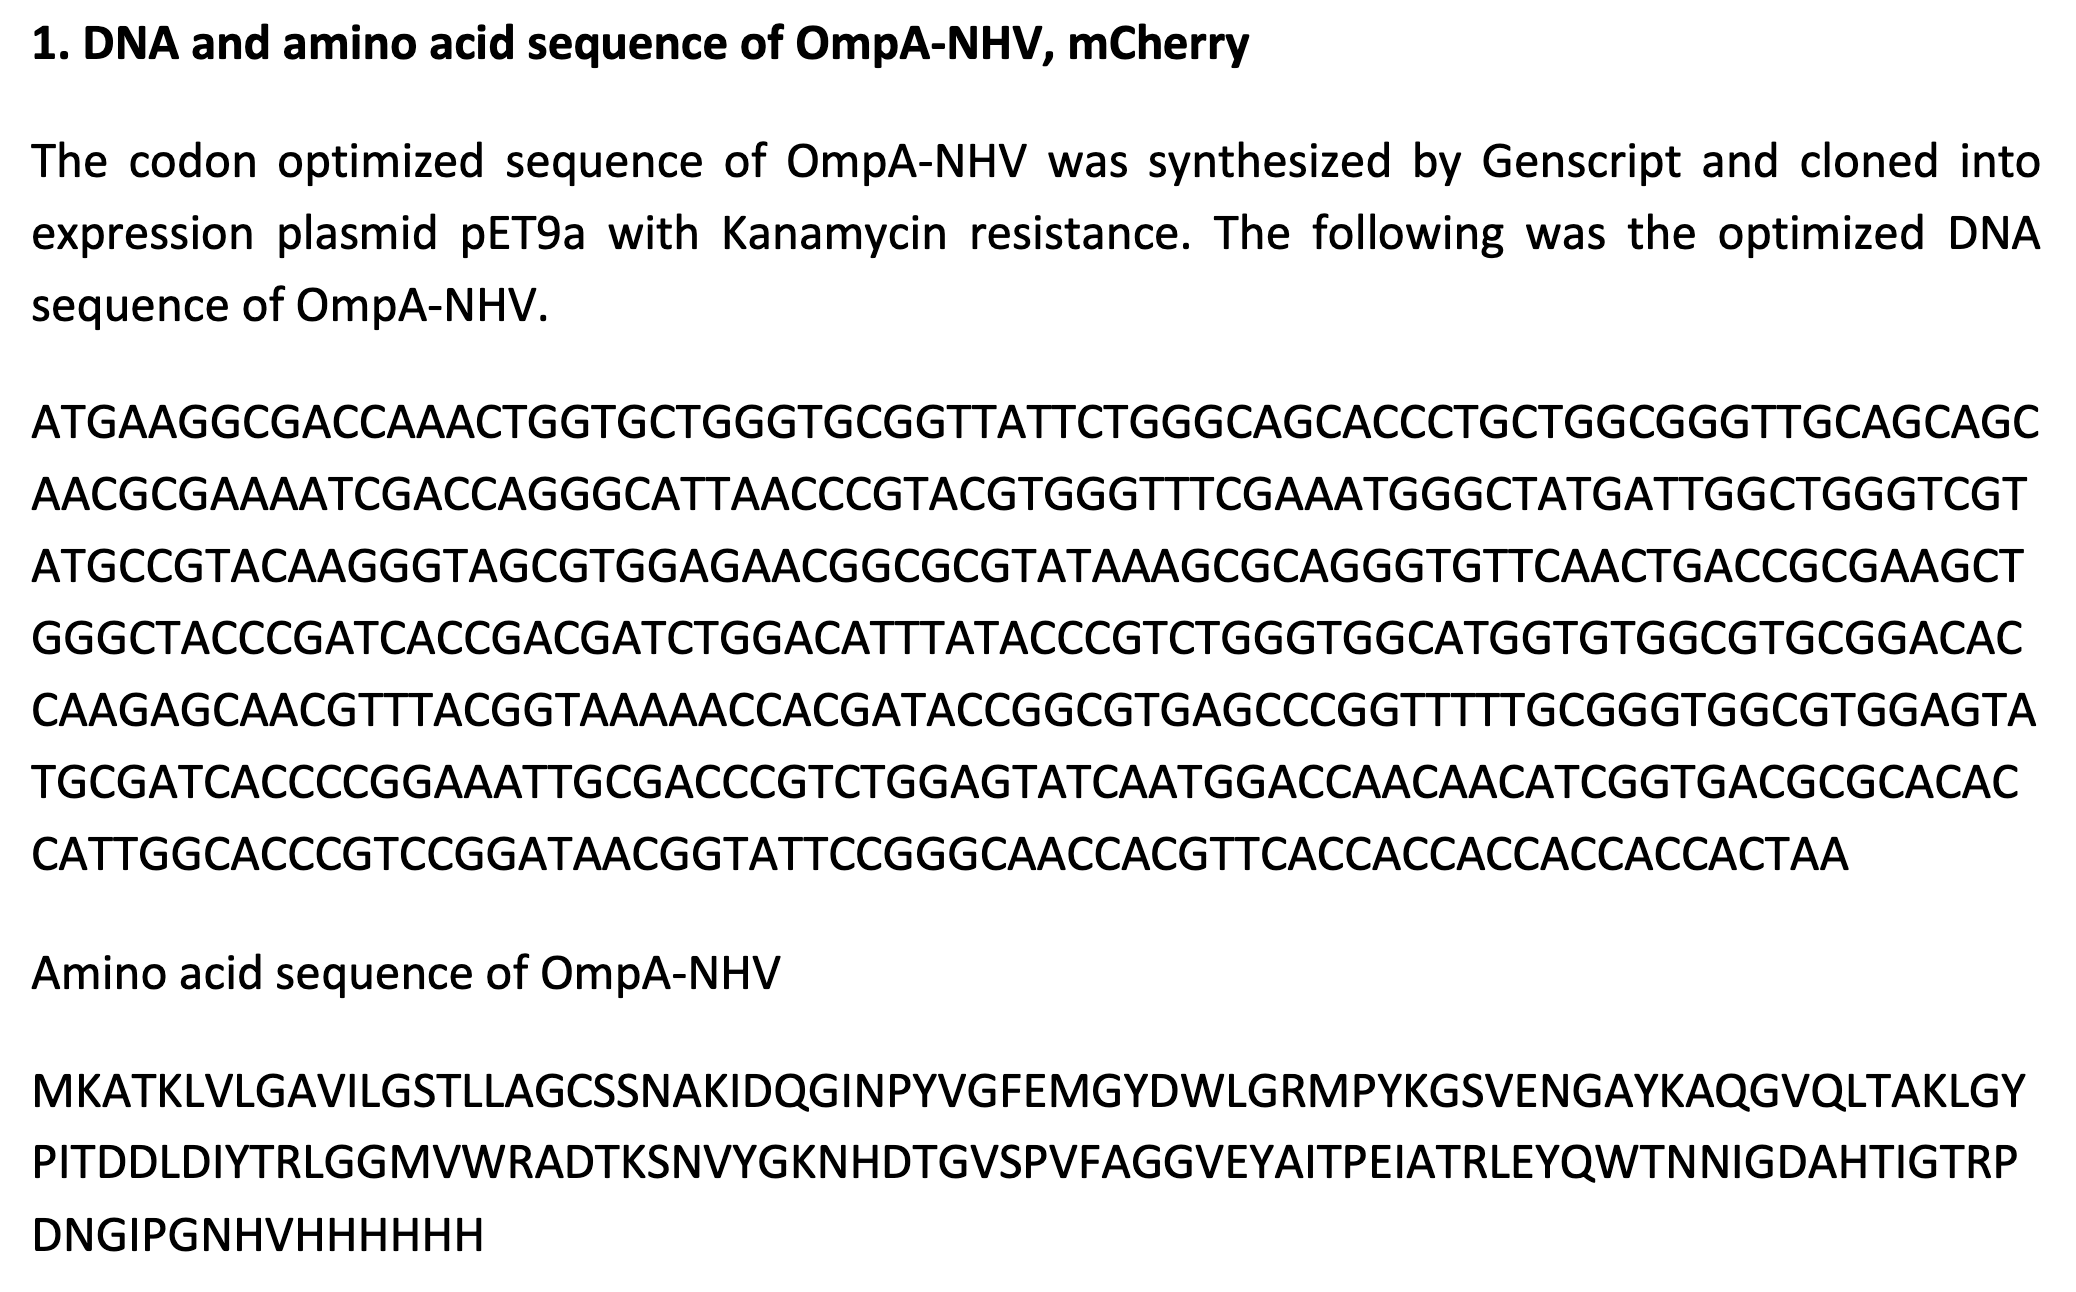 1. DNA and amino acid sequence of OmpA-NHV, mCherry
The codon optimized sequence of OmpA-NHV was synthesized by Genscript and cloned into
expression plasmid pET9a with Kanamycin resistance. The following was the optimized DNA
sequence of OmpA-NHV.
ATGAAGGCGACCAAACTGGTGCTGGGTGCGGTTATTCTGGGCAGCACCCTGCTGGCGGGTTGCAGCAGC
AACGCGAAAATCGACCAGGGCATTAACCCGTACGTGGGTTTCGAAATGGGCTATGATTGGCTGGGTCGT
ATGCCGTACAAGGGTAGCGTGGAGAACGGCGCGTATAAAGCGCAGGGTGTTCAACTGACCGCGAAGCT
GGGCTACCCGATCACCGACGATCTGGACATTTATACCCGTCTGGGTGGCATGGTGTGGCGTGCGGACAC
CAAGAGCAACGTTTACGGTAAAAACCACGATACCGGCGTGAGCCCGGTTTTTGCGGGTGGCGTGGAGTA
TGCGATCACCCCGGAAATTGCGACCCGTCTGGAGTATCAATGGACCAACAACATCGGTGACGCGCACAC
CATTGGCACCCGTCCGGATAACGGTATTCCGGGCAACCACGTTCACCACCACCACCACCACTAA
Amino acid sequence of OmpA-NHV
MKATKLVLGAVILGSTLLAGCSSNAKIDQGINPYVGFEMGYDWLGRMPYKGSVENGAYKAQGVQLTAKLGY
PITDDLDIYTRLGGMVWRADTKSNVYGKNHDTGVSPVFAGGVEYAITPEIATRLEYQWTNNIGDAHTIGTRP
DNGIPGNHVHHHHHH